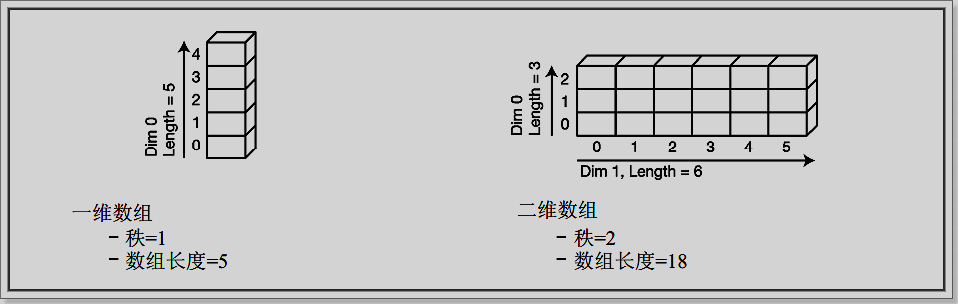 4
3
2
1
0
Dim 0
Length = 5
一维数组
- 秩=1
- 数组长度=5
2
1
0
Dim 0
Length = 3
0 1 2 3 4 5
Dim 1, Length = 6
二维数组
- 秩=2
- 数组长度=18